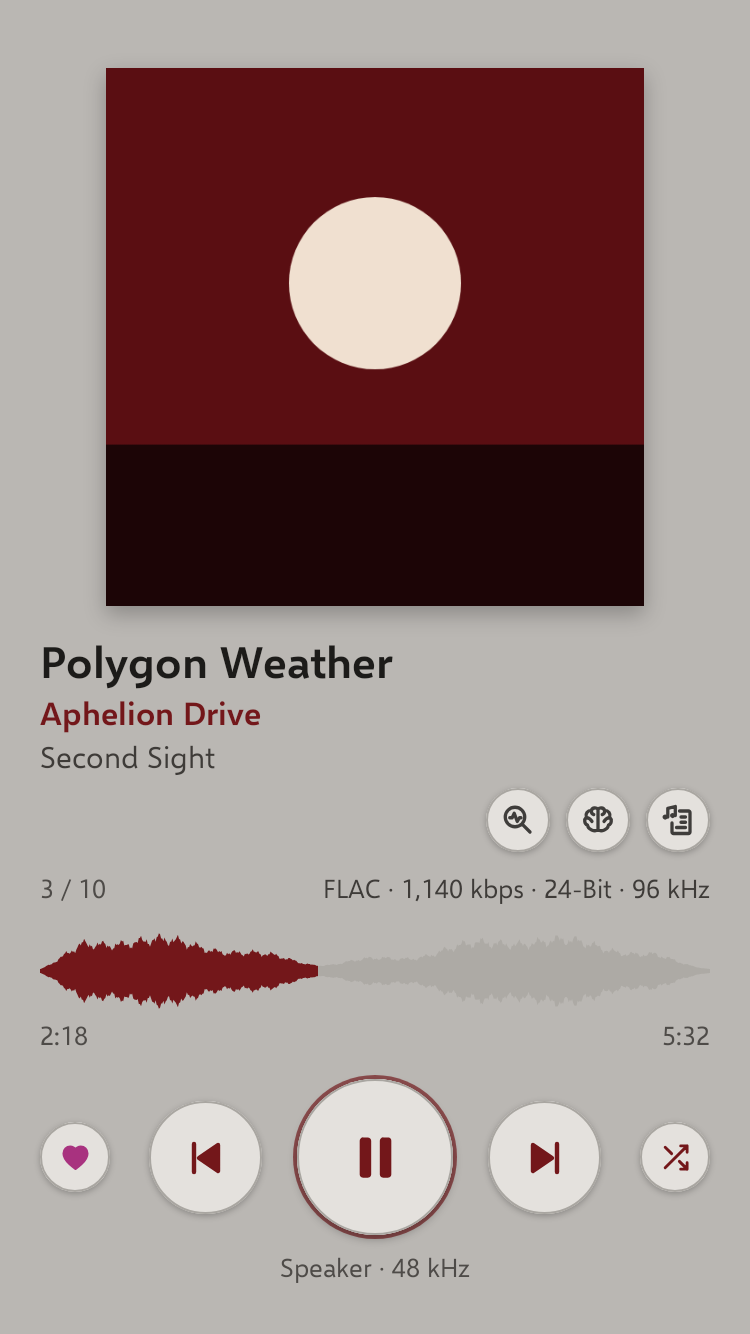 Polygon Weather
Aphelion Drive
Second Sight
3 / 10
FLAC · 1,140 kbps · 24-Bit · 96 kHz
2:18
5:32
Speaker · 48 kHz